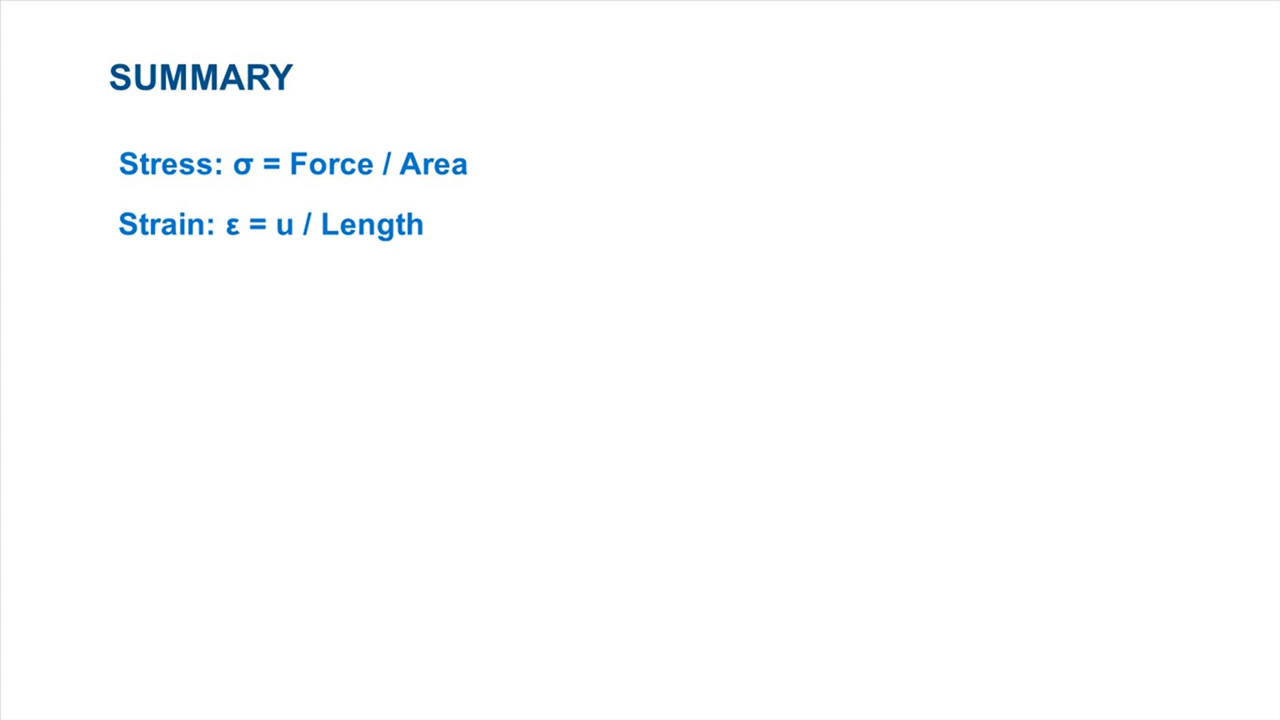 SUMMARY
Stress: σ = Force / Area
Strain: ε = u / Length